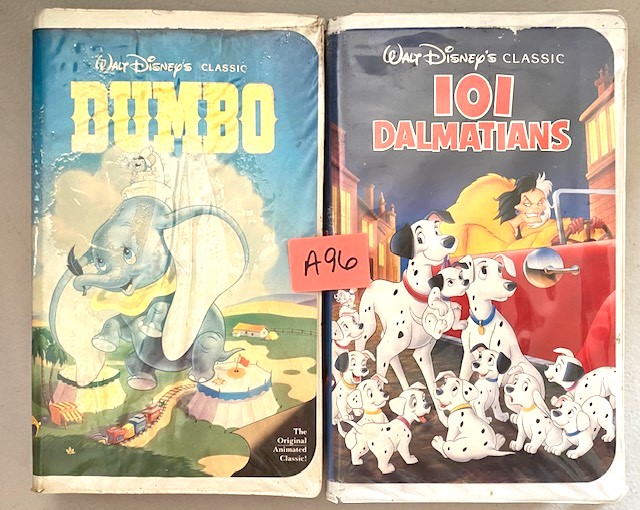 WALT DISNEY'S CLASSIC
DUMBO
The
Original
Animated
Classic!
WALT DISNEY'S CLASSIC
101
DALMATIANS
A96